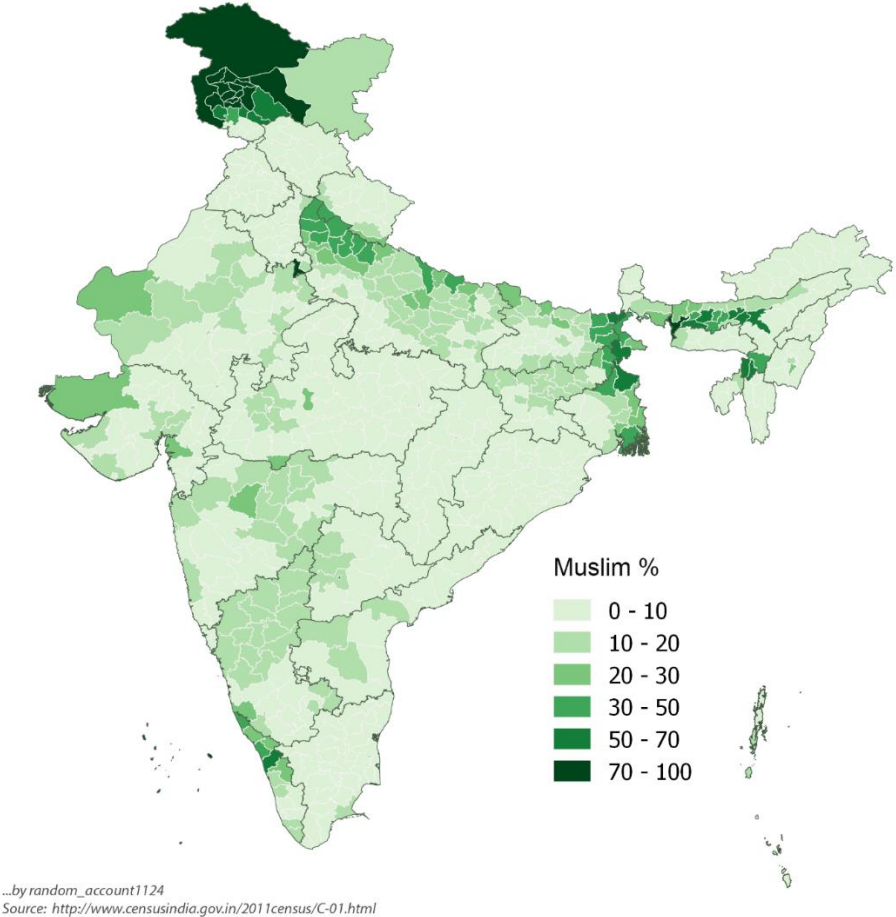 Muslim %
0 - 10
10 - 20
20 - 30
30 - 50
50 - 70
70 - 100
...by random_account1124
Source: http://www.censusindia.gov.in/2011census/C-01.html